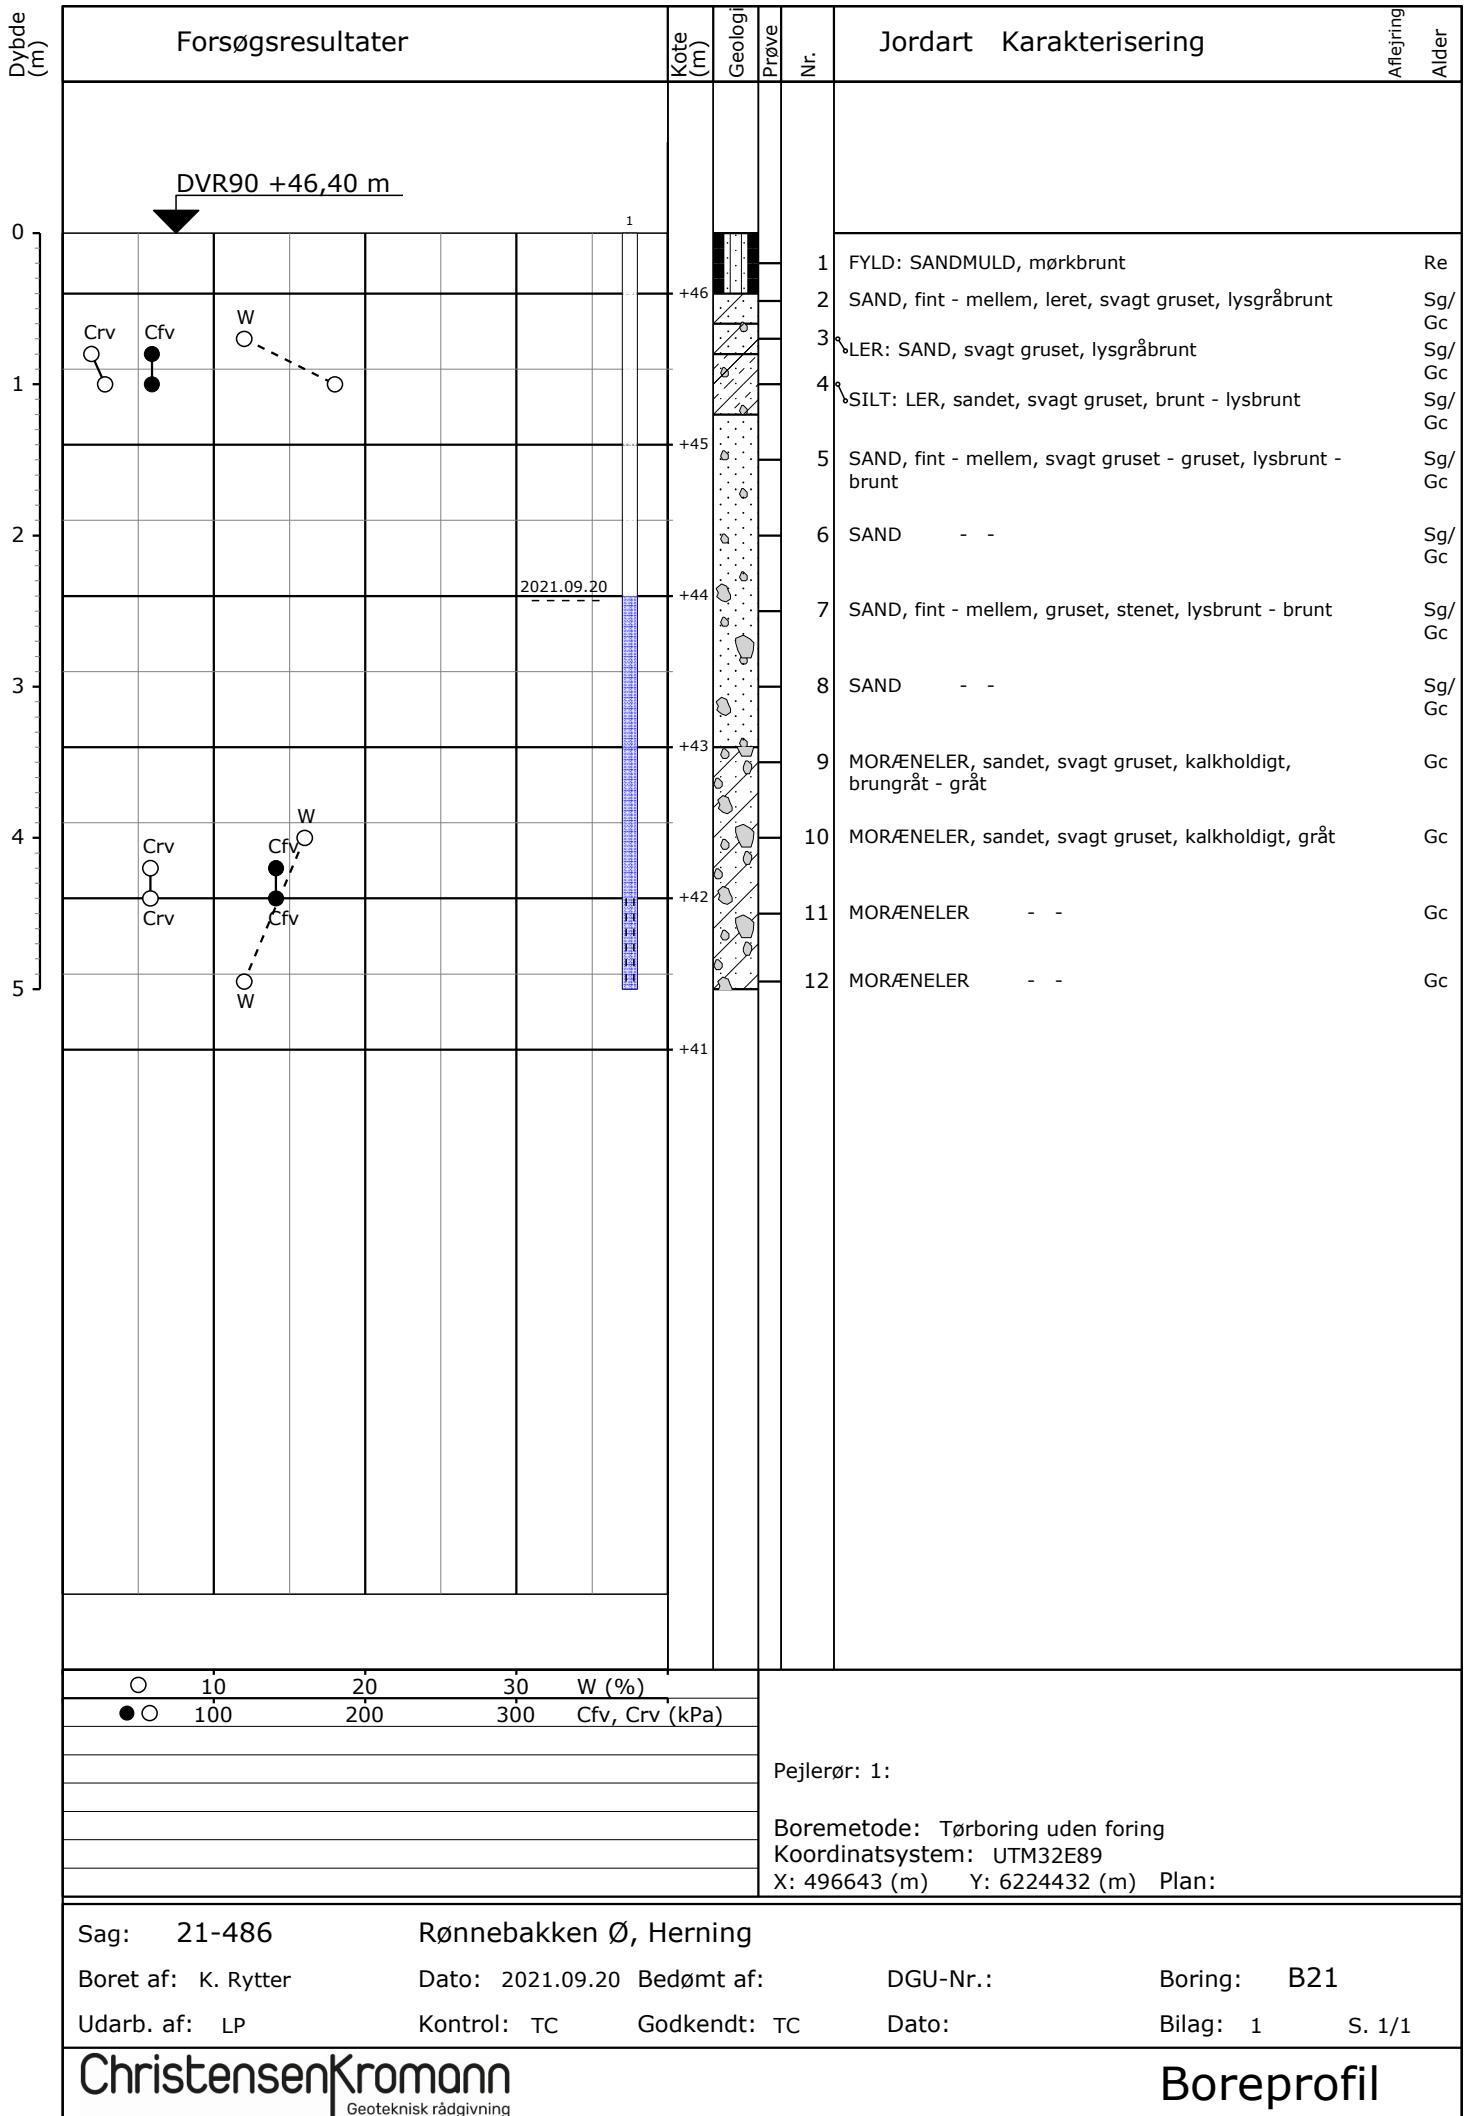 Dybde
(m)
Forsøgsresultater
Kote
(m)
Geologi
Prøve
Nr.
Jordart Karakterisering
Aflejring
Alder
DVR90 +46,40 m
0
1
1 FYLD: SANDMULD, mørkbrunt Re
+46
2 SAND, fint - mellem, leret, svagt gruset, lysgråbrunt Sg/
Gc
Crv Cfv W
3 LER: SAND, svagt gruset, lysgråbrunt Sg/
Gc
1
4 SILT: LER, sandet, svagt gruset, brunt - lysbrunt Sg/
Gc
+45
5 SAND, fint - mellem, svagt gruset - gruset, lysbrunt - Sg/
brunt Gc
2
6 SAND - - Sg/
Gc
2021.09.20
+44
7 SAND, fint - mellem, gruset, stenet, lysbrunt - brunt Sg/
Gc
3
8 SAND - - Sg/
Gc
+43
9 MORÆNELER, sandet, svagt gruset, kalkholdigt, Gc
brungråt - gråt
W
4
10 MORÆNELER, sandet, svagt gruset, kalkholdigt, gråt Gc
Crv Cfv
+42
Crv Cfv
11 MORÆNELER - - Gc
12 MORÆNELER - - Gc
5
W
+41
10 20 30 W (%)
100 200 300 Cfv, Crv (kPa)
Pejlerør: 1:
Boremetode: Tørboring uden foring
Koordinatsystem: UTM32E89
X: 496643 (m) Y: 6224432 (m) Plan:
Sag: 21-486 Rønnebakken Ø, Herning
Boret af: K. Rytter Dato: 2021.09.20 Bedømt af: DGU-Nr.: Boring: B21
Udarb. af: LP Kontrol: TC Godkendt: TC Dato: Bilag: 1 S. 1/1
ChristensenKromann
Geoteknisk rådgivning
Boreprofil